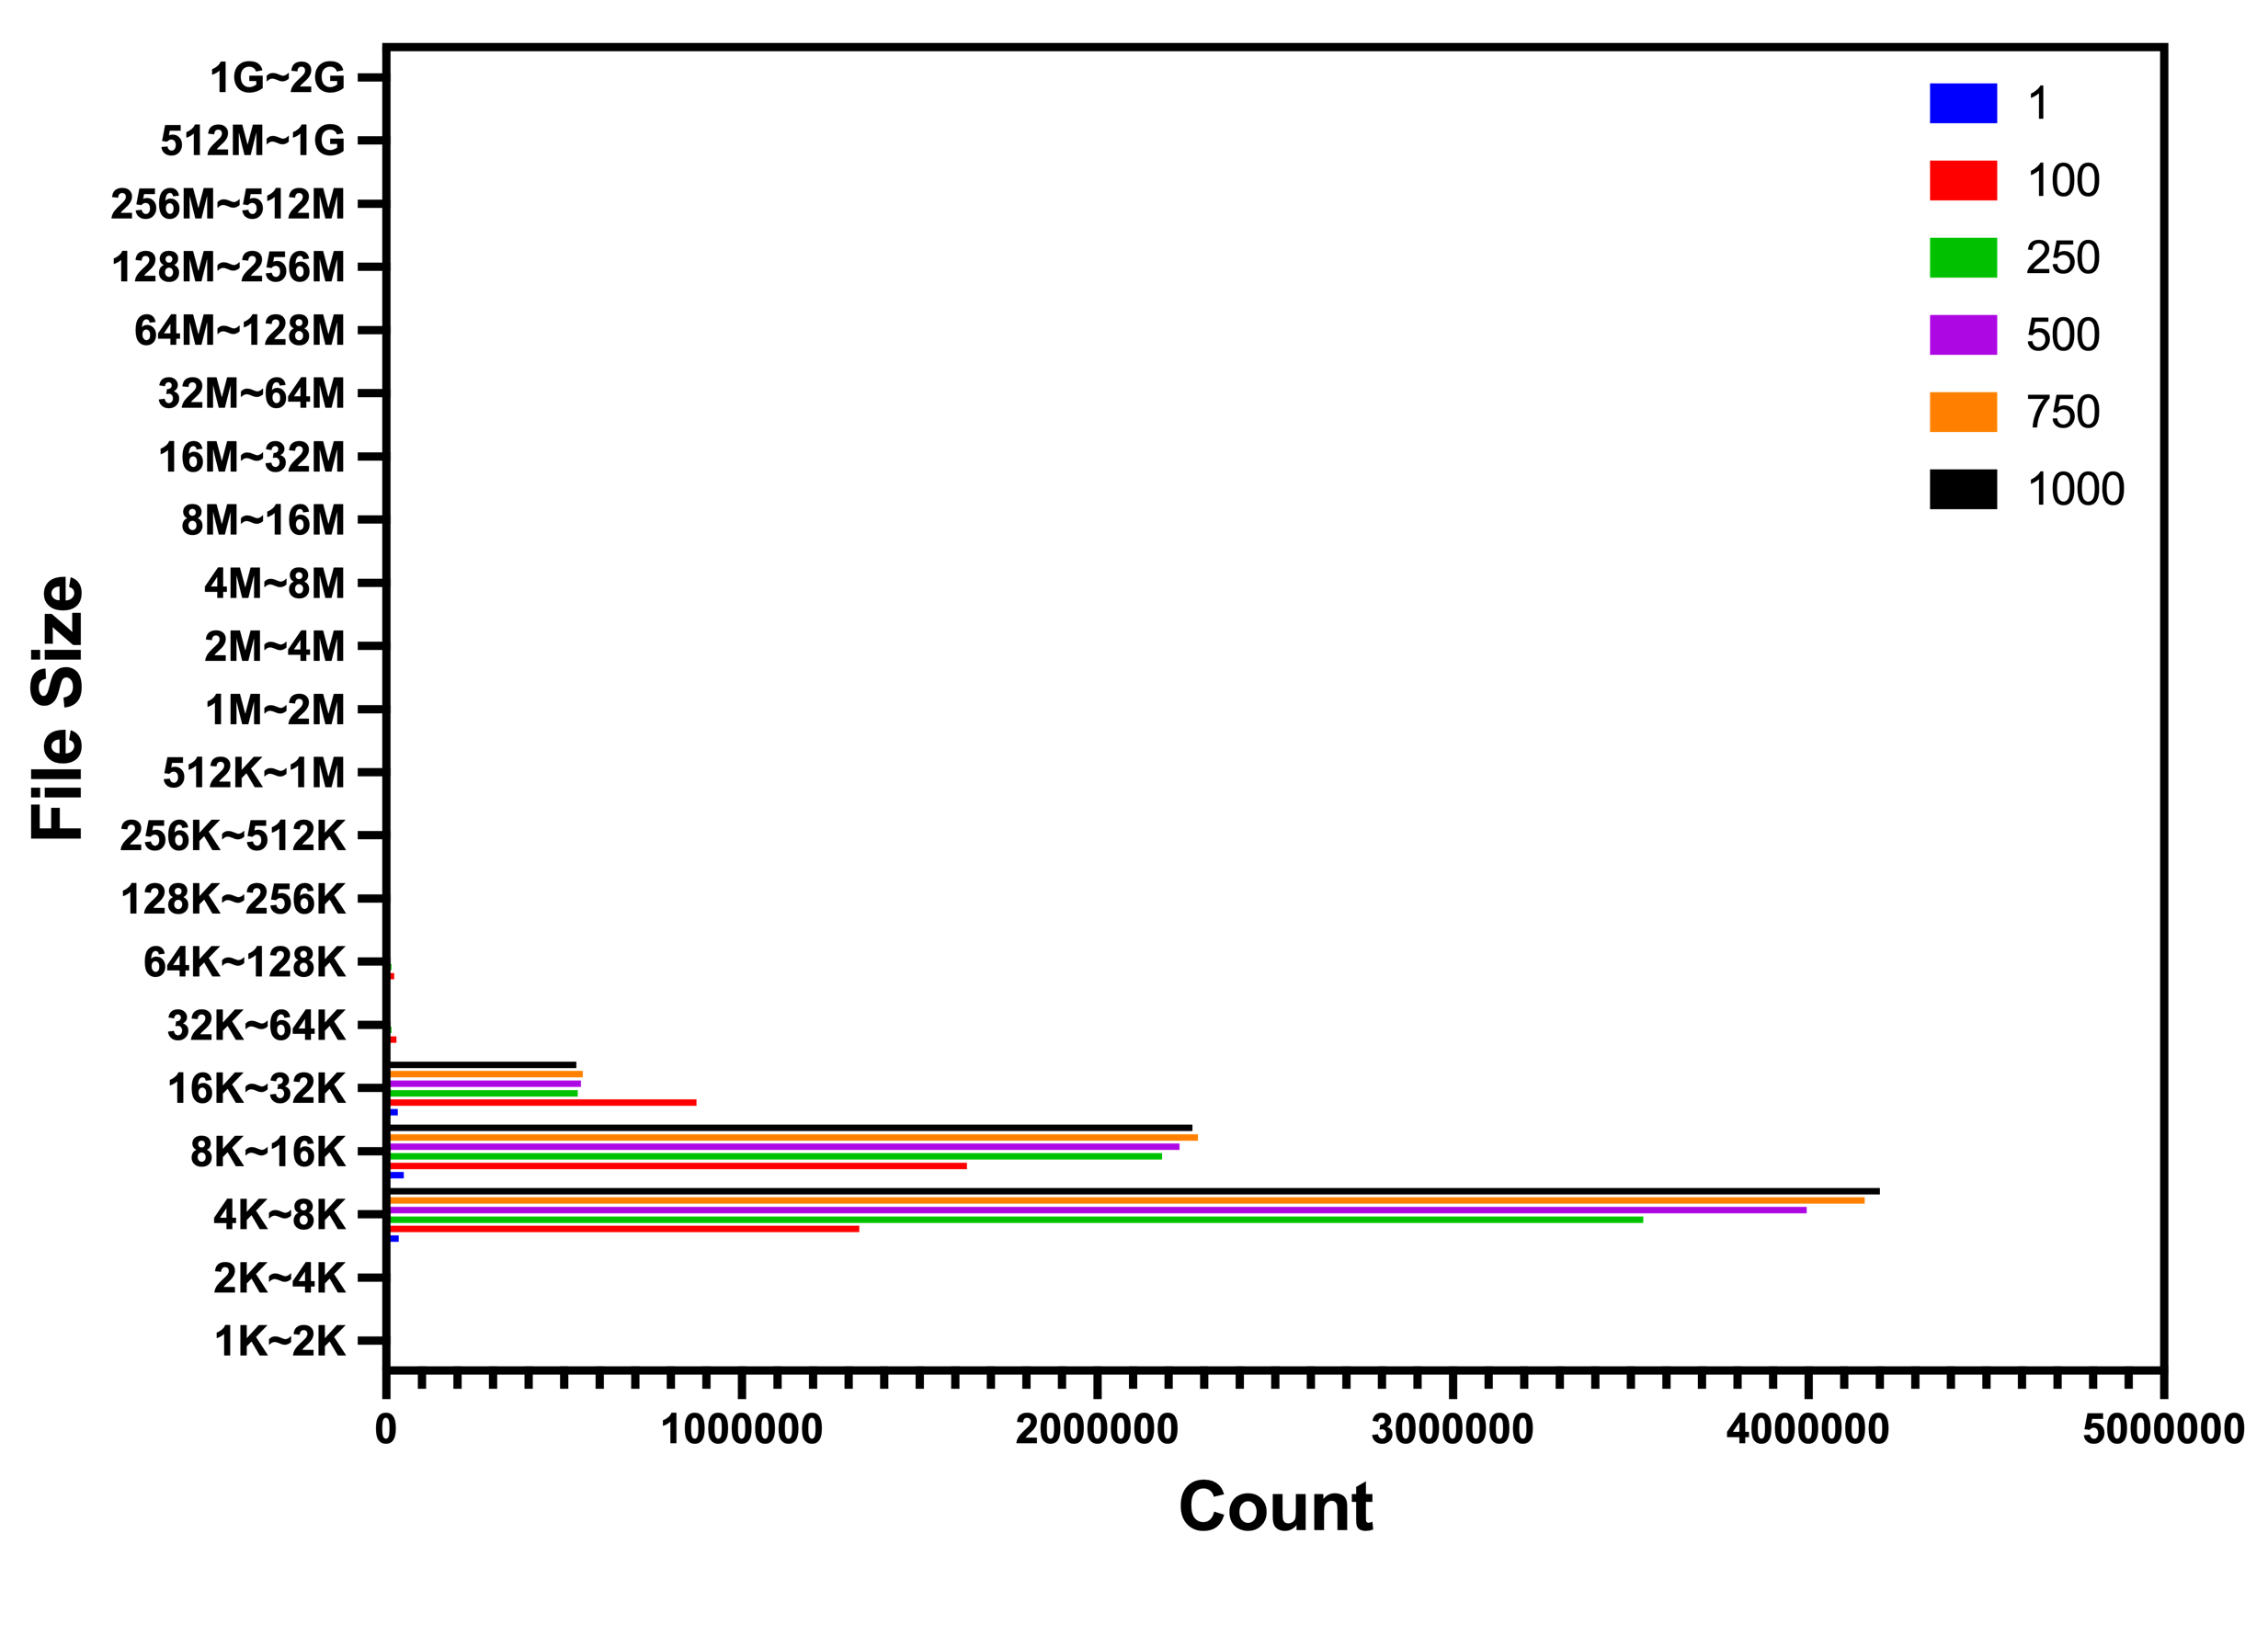 1G~2G
512M~1G
256M~512M
128M~256M
64M~128M
32M~64M
16M~32M
8M~16M
4M~8M
2M~4M
1M~2M
512K~1M
256K~512K
128K~256K
64K~128K
32K~64K
16K~32K
8K~16K
4K~8K
2K~4K
1K~2K
File Size
1
100
250
500
750
1000
0 1000000 2000000 3000000 4000000 5000000
Count